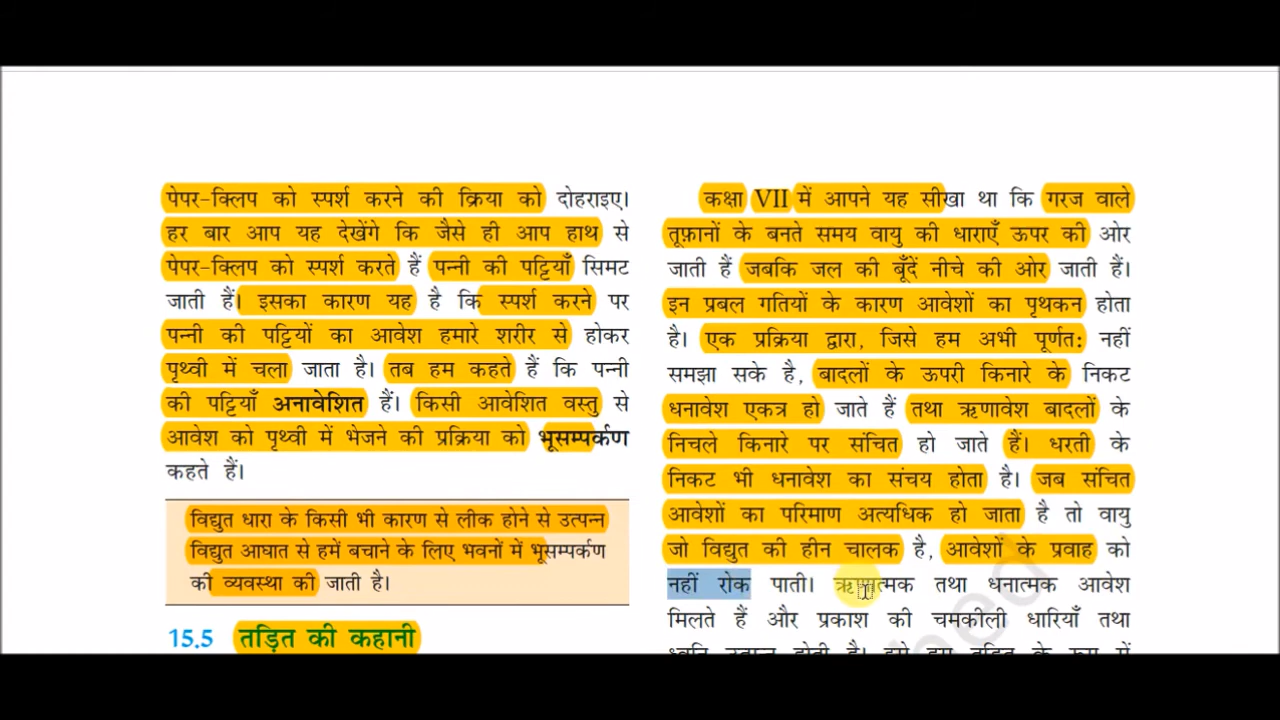 पेपर-क्लिप को स्पर्श करने की क्रिया को दोहराइए।
हर बार आप यह देखेंगे कि जैसे ही आप हाथ से
पेपर-क्लिप को स्पर्श करते हैं पन्नी की पट्टियाँ सिमट
जाती हैं। इसका कारण यह है कि स्पर्श करने पर
पन्नी की पट्टियों का आवेश हमारे शरीर से होकर
पृथ्वी में चला जाता है। तब हम कहते हैं कि पन्नी
की पट्टियाँ अनावेशित हैं। किसी आवेशित वस्तु से
आवेश को पृथ्वी में भेजने की प्रक्रिया को भूसम्पर्कण
कहते हैं।
विद्युत धारा के किसी भी कारण से लीक होने से उत्पन्न
विद्युत आघात से हमें बचाने के लिए भवनों में भूसम्पर्कण
की व्यवस्था की जाती है।
15.5 तड़ित की कहानी
कक्षा VII में आपने यह सीखा था कि गरज वाले
तूफ़ानों के बनते समय वायु की धाराएँ ऊपर की ओर
जाती हैं जबकि जल की बूँदें नीचे की ओर जाती हैं।
इन प्रबल गतियों के कारण आवेशों का पृथकन होता
है। एक प्रक्रिया द्वारा, जिसे हम अभी पूर्णत: नहीं
समझा सके है, बादलों के ऊपरी किनारे के निकट
धनावेश एकत्र हो जाते हैं तथा ऋणावेश बादलों के
निचले किनारे पर संचित हो जाते हैं। धरती के
निकट भी धनावेश का संचय होता है। जब संचित
आवेशों का परिमाण अत्यधिक हो जाता है तो वायु
जो विद्युत की हीन चालक है, आवेशों के प्रवाह को
नहीं रोक पाती। ऋणात्मक तथा धनात्मक आवेश
मिलते हैं और प्रकाश की चमकीली धारियाँ तथा